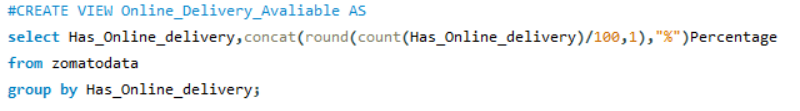 #CREATE VIEW Online_Delivery_Avaliable AS
select Has_Online_delivery,concat(round(count(Has_Online_delivery)/100,1),"%")Percentage
from zomatodata
group by Has_Online_delivery;